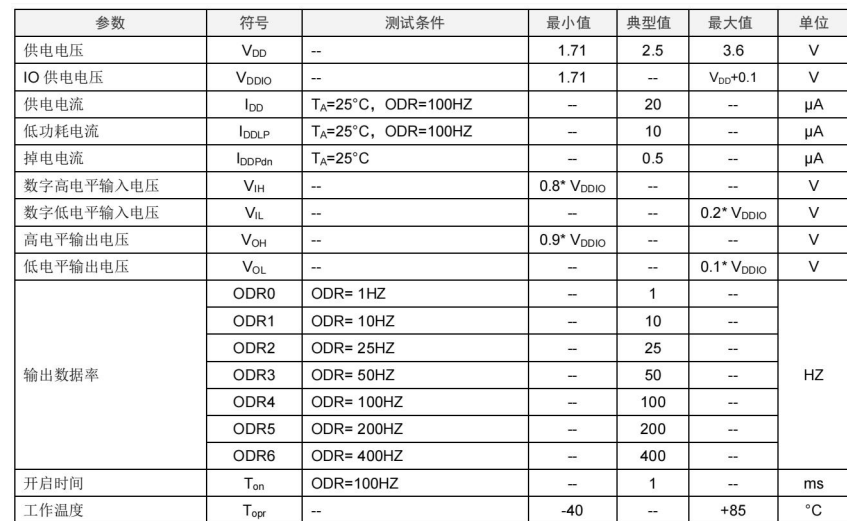 参数 符号 测试条件 最小值 典型值 最大值 单位
供电电压 VDD -- 1.71 2.5 3.6 V
IO 供电电压 VDDIO -- 1.71 -- VDD+0.1 V
供电电流 IDD TA=25°C，ODR=100HZ -- 20 -- µA
低功耗电流 IDDLP TA=25°C，ODR=100HZ -- 10 -- µA
掉电电流 IDDPdn TA=25°C -- 0.5 -- µA
数字高电平输入电压 VIH -- 0.8* VDDIO -- -- V
数字低电平输入电压 VIL -- -- -- 0.2* VDDIO V
高电平输出电压 VOH -- 0.9* VDDIO -- -- V
低电平输出电压 VOL -- -- -- 0.1* VDDIO V
输出数据率 ODR0 ODR= 1HZ -- 1 -- HZ
ODR1 ODR= 10HZ -- 10 --
ODR2 ODR= 25HZ -- 25 --
ODR3 ODR= 50HZ -- 50 --
ODR4 ODR= 100HZ -- 100 --
ODR5 ODR= 200HZ -- 200 --
ODR6 ODR= 400HZ -- 400 --
开启时间 Ton ODR=100HZ -- 1 -- ms
工作温度 Topr -- -40 -- +85 °C